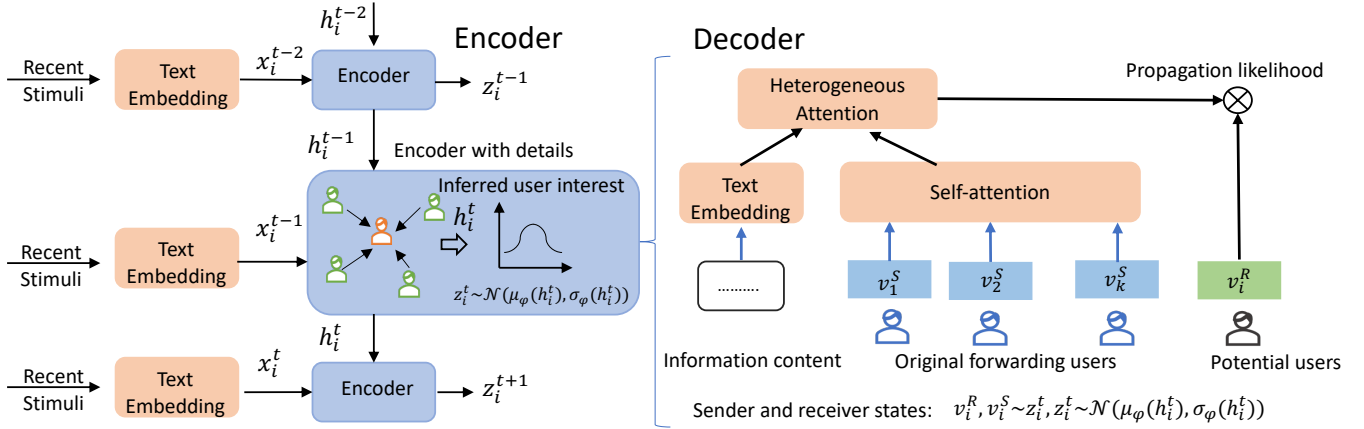 Encoder
Decoder
h_i^{t-2}
Recent
Stimuli
Text
Embedding
x_i^{t-2}
Encoder
z_i^{t-1}
h_i^{t-1}
Encoder with details
Recent
Stimuli
Text
Embedding
x_i^{t-1}
Inferred user interest
h_i^t
z_i^t~𝒩(μ_φ(h_i^t), σ_φ(h_i^t))
h_i^t
Recent
Stimuli
Text
Embedding
x_i^t
Encoder
z_i^{t+1}
Propagation likelihood
Heterogeneous
Attention
Text
Embedding
Self-attention
..........
v_1^S
v_2^S
v_k^S
v_i^R
Information content
Original forwarding users
Potential users
Sender and receiver states: v_i^R, v_i^S~z_i^t, z_i^t~𝒩(μ_φ(h_i^t), σ_φ(h_i^t))